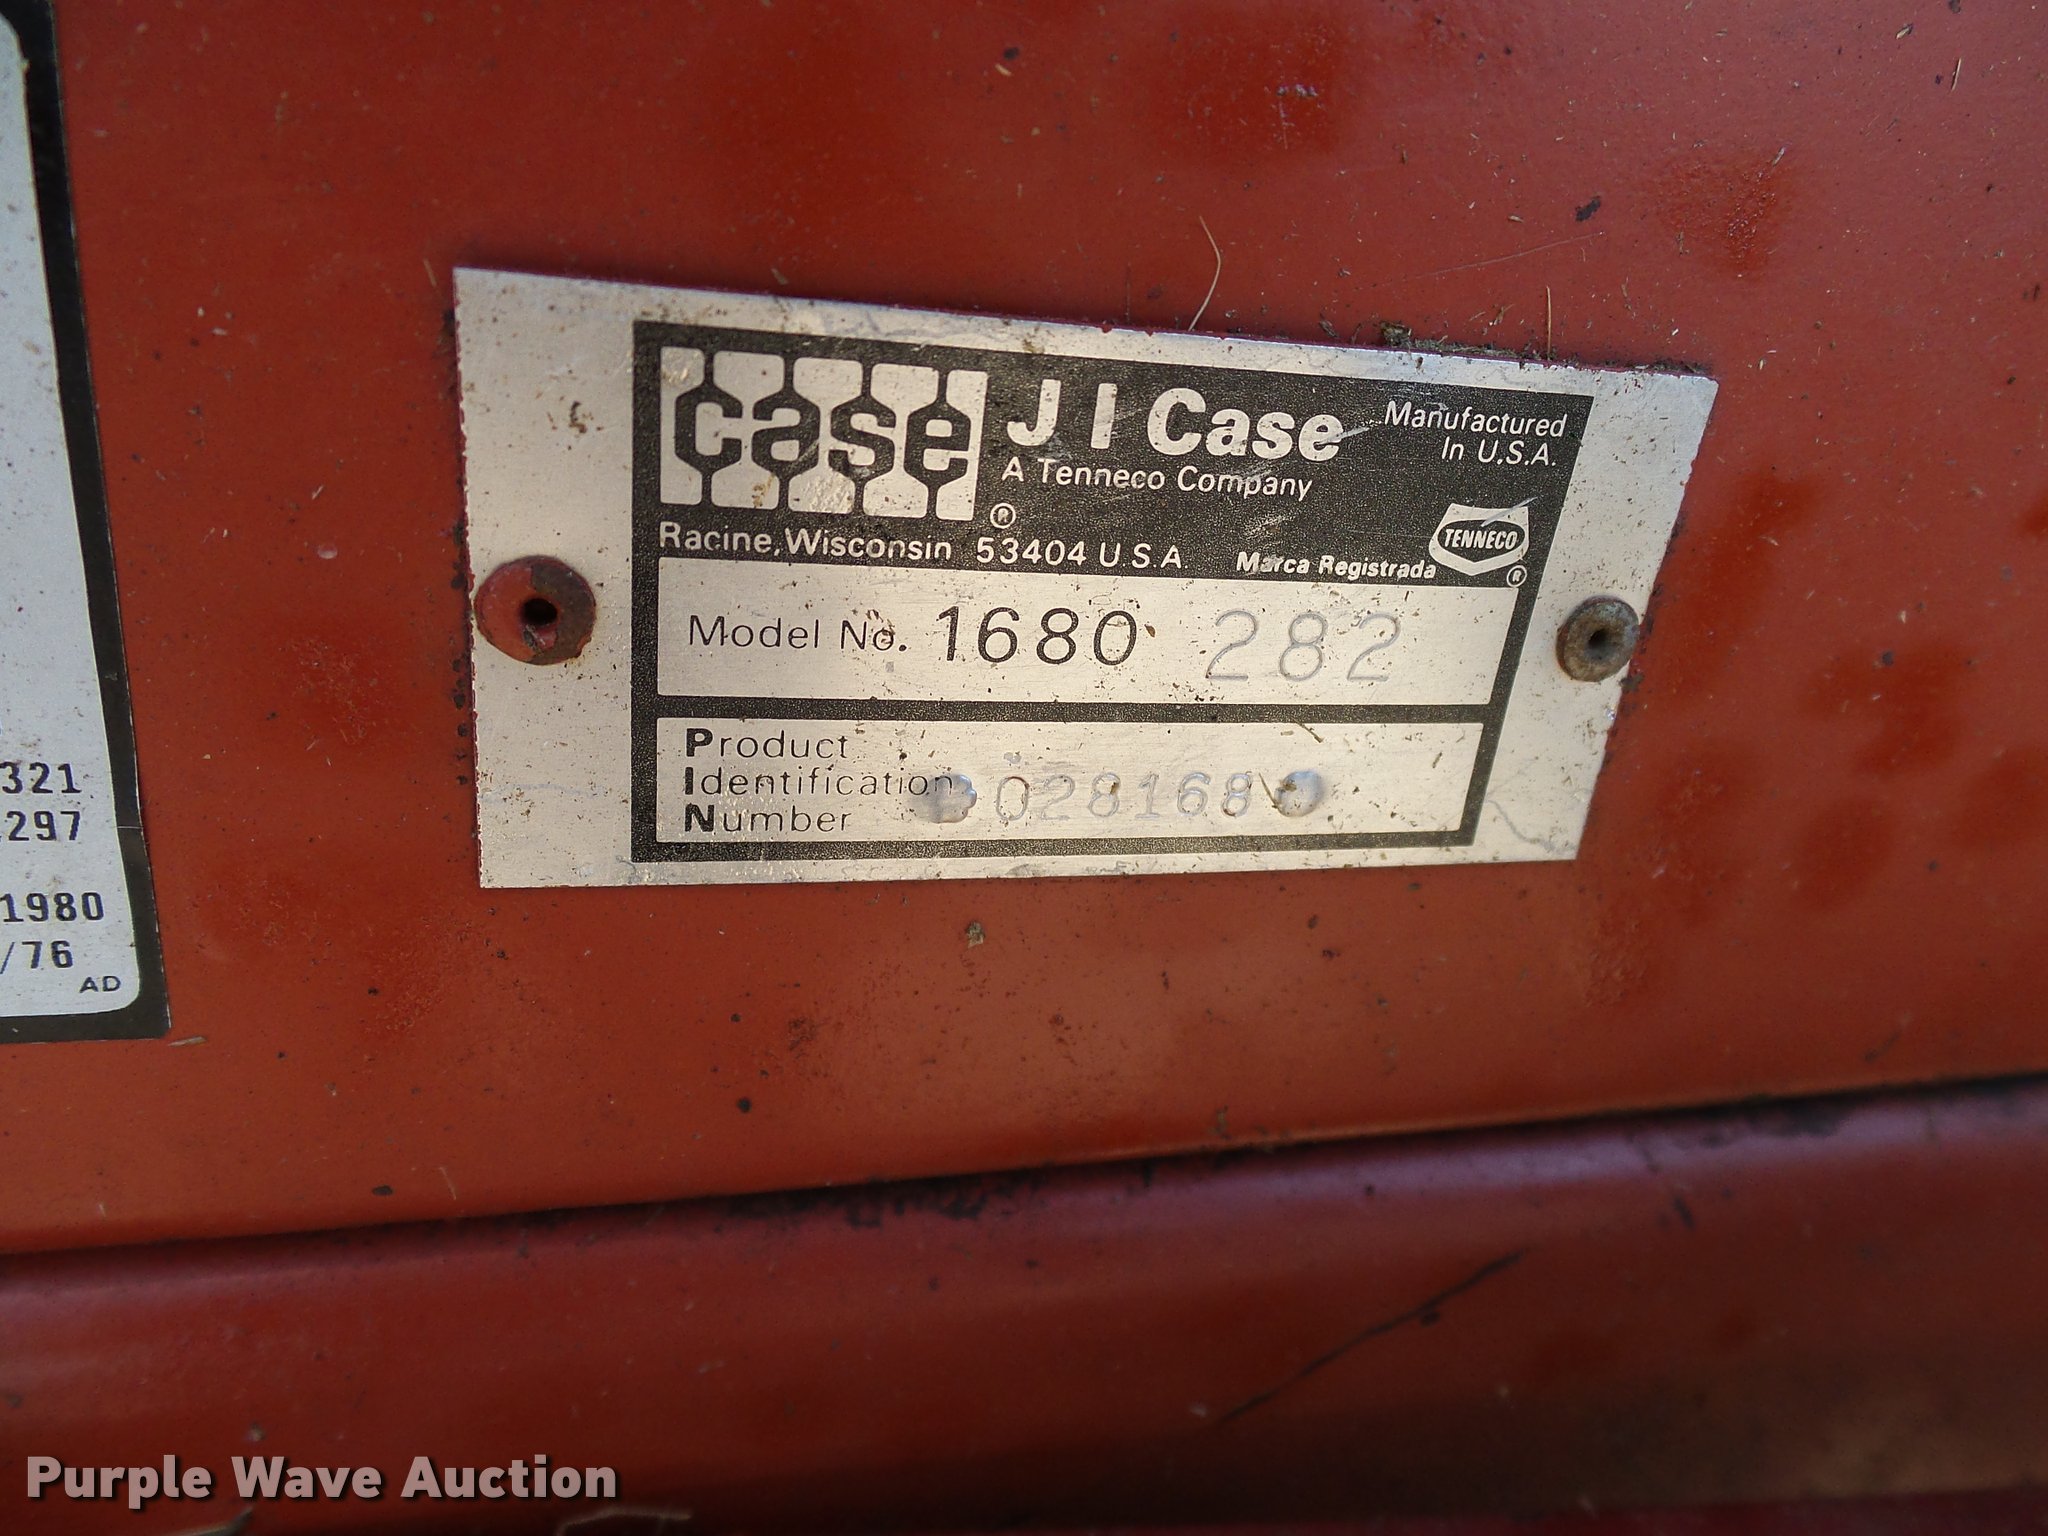 case
J I Case
A Tenneco Company
Manufactured
In U.S.A.
®
TENNECO
Racine, Wisconsin 53404 U S A
Marca Registrada
®
Model No. 1680 282
Product
Identification 028168
Number
321
297
1980
/76
AD
Purple Wave Auction